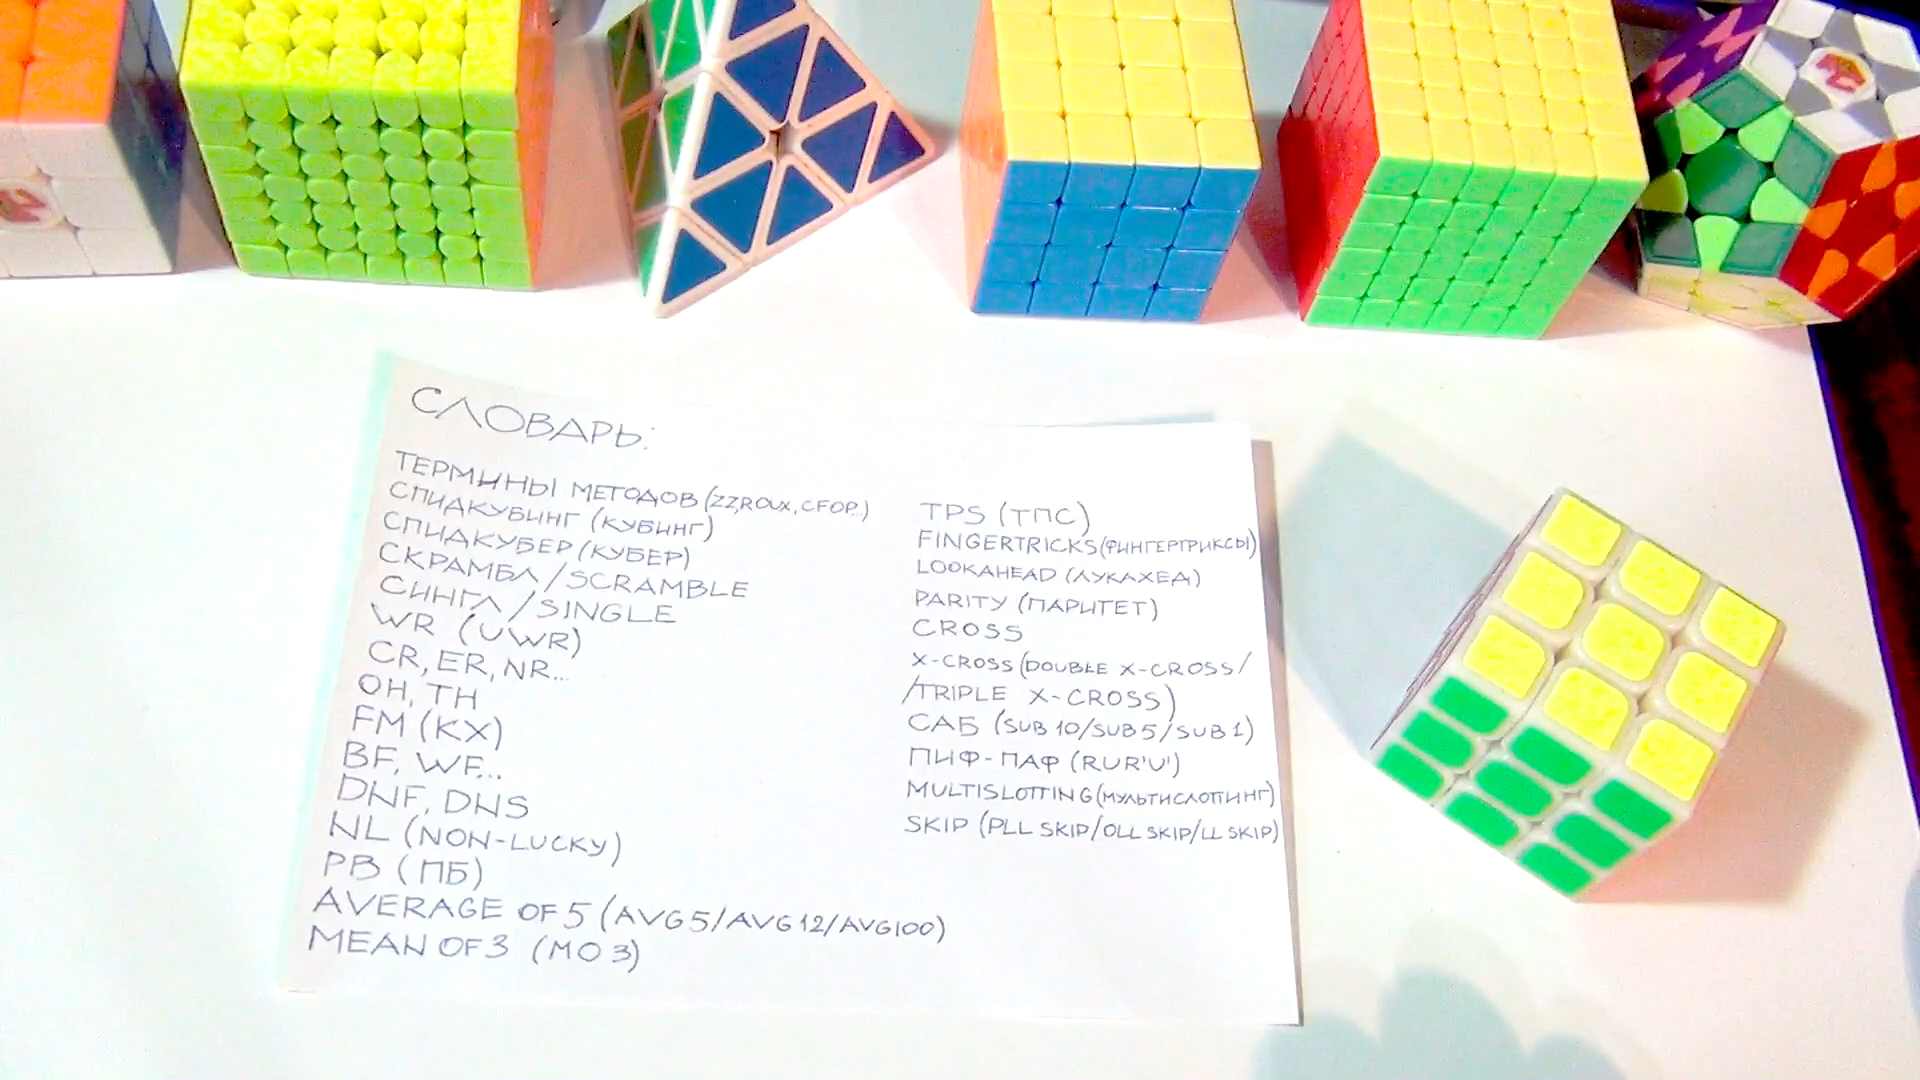 СЛОВАРЬ:
ТЕРМИНЫ МЕТОДОВ (ZZ,ROUX, CFOP...)
СПИДКУБИНГ (КУБИНГ)
СПИДКУБЕР (КУБЕР)
СКРАМБЛ/SCRAMBLE
СИНГЛ/SINGLE
WR (UWR)
CR, ER, NR...
OH, TH
FM (KX)
BF, WF...
DNF, DNS
NL (NON-LUCKY)
PB (ПБ)
AVERAGE OF 5 (AVG5/AVG12/AVG100)
MEAN OF 3 (MO3)
TPS (ТПС)
FINGERTRICKS (ФИНГЕРТРИКСЫ)
LOOKAHEAD (ЛУКАХЕД)
PARITY (ПАРИТЕТ)
CROSS
X-CROSS (DOUBLE X-CROSS/
/TRIPLE X-CROSS)
САБ (SUB 10/SUB 5/SUB 1)
ПИФ-ПАФ (RUR'U')
MULTISLOTTING (МУЛЬТИСЛОТТИНГ)
SKIP (PLL SKIP/OLL SKIP/LL SKIP)